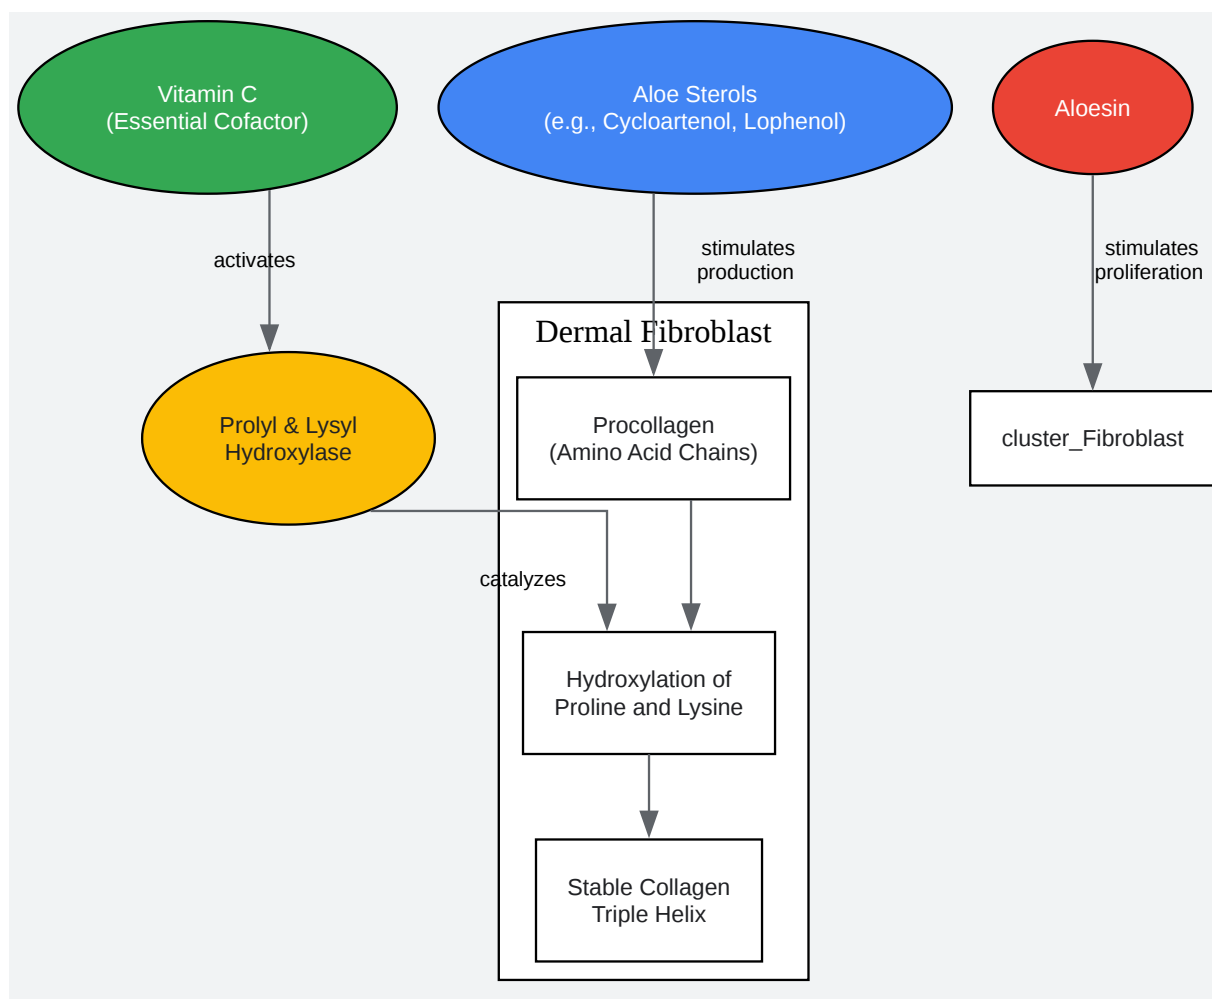 Vitamin C
(Essential Cofactor)
Aloe Sterols
(e.g., Cycloartenol, Lophenol)
Aloesin
activates
stimulates
production
stimulates
proliferation
Dermal Fibroblast
Prolyl & Lysyl
Hydroxylase
Procollagen
(Amino Acid Chains)
cluster_Fibroblast
catalyzes
Hydroxylation of
Proline and Lysine
Stable Collagen
Triple Helix